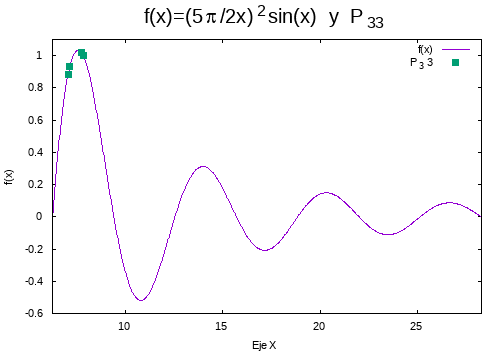 f(x)=(5π/2x)²sin(x) y P₃₃
f(x)
P₃ 3
1
0.8
0.6
0.4
0.2
0
-0.2
-0.4
-0.6
f(x)
10 15 20 25
Eje X